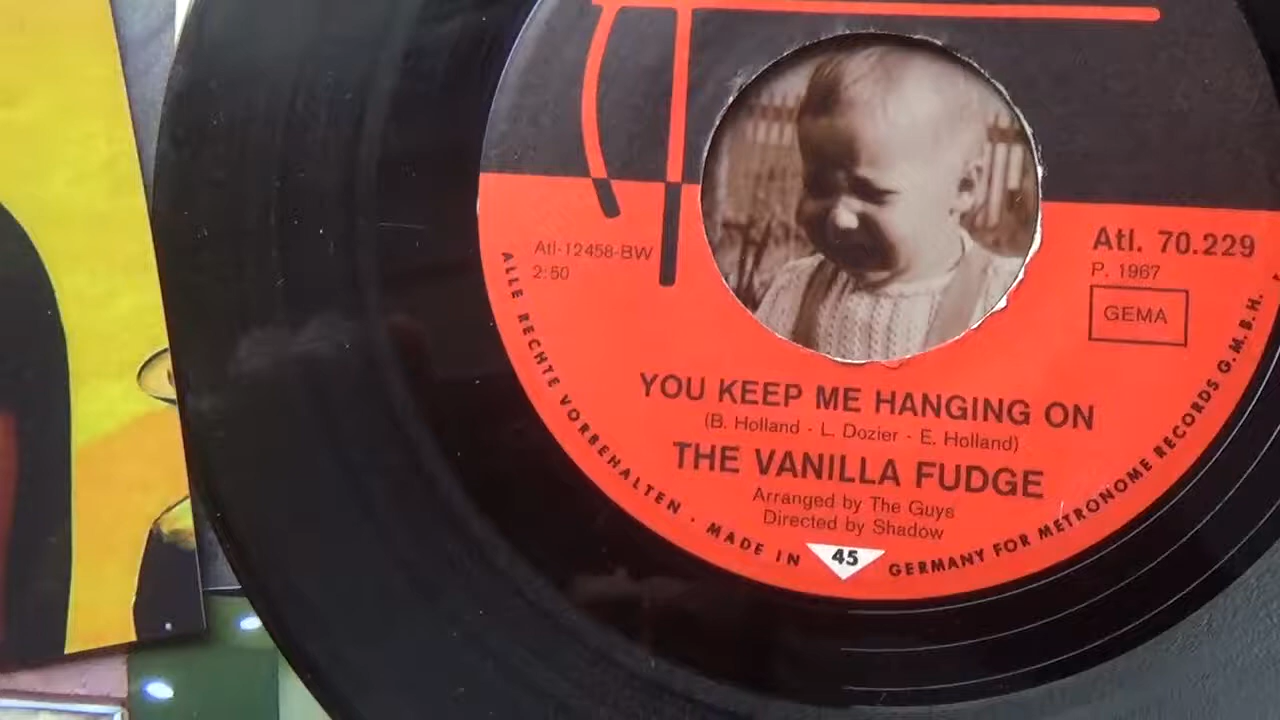 Atl-12458-BW
2:50
Atl. 70.229
P. 1967
GEMA
YOU KEEP ME HANGING ON
(B. Holland - L. Dozier - E. Holland)
THE VANILLA FUDGE
Arranged by The Guys
Directed by Shadow
45
ALLE RECHTE VORBEHALTEN · MADE IN GERMANY FOR METRONOME RECORDS G.M.B.H.